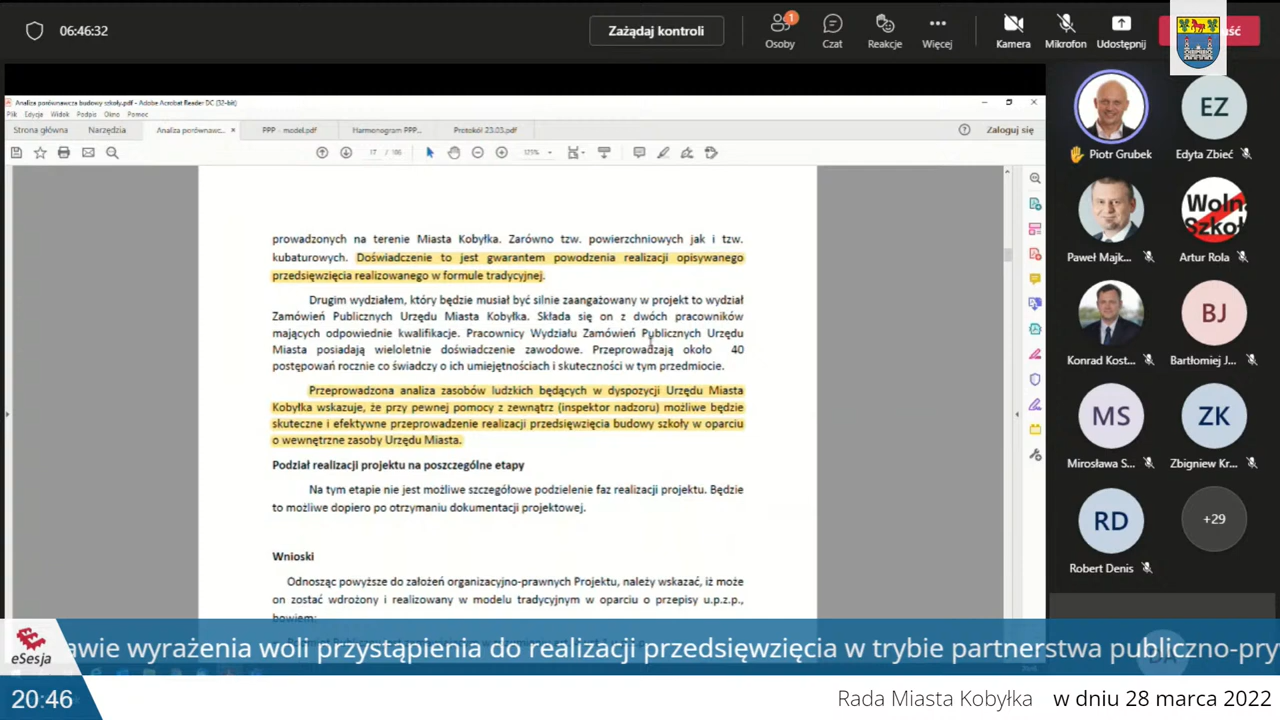 06:46:32
Zażądaj kontroli
Osoby
1
Czat
Reakcje
Więcej
Kamera
Mikrofon
Udostępnij
Analiza porównawcza budowy szkoły.pdf - Adobe Acrobat Reader DC (32-bit)
Plik Edycja Widok Podpis Okno Pomoc
Strona główna Narzędzia Analiza porównawc... × PPP - model.pdf Harmonogram PPP... Protokół 23.03.pdf Zaloguj się
17 / 106
prowadzonych na terenie Miasta Kobyłka. Zarówno tzw. powierzchniowych jak i tzw.
kubaturowych. Doświadczenie to jest gwarantem powodzenia realizacji opisywanego
przedsięwzięcia realizowanego w formule tradycyjnej.
Drugim wydziałem, który będzie musiał być silnie zaangażowany w projekt to wydział
Zamówień Publicznych Urzędu Miasta Kobyłka. Składa się on z dwóch pracowników
mających odpowiednie kwalifikacje. Pracownicy Wydziału Zamówień Publicznych Urzędu
Miasta posiadają wieloletnie doświadczenie zawodowe. Przeprowadzają około 40
postępowań rocznie co świadczy o ich umiejętnościach i skuteczności w tym przedmiocie.
Przeprowadzona analiza zasobów ludzkich będących w dyspozycji Urzędu Miasta
Kobyłka wskazuje, że przy pewnej pomocy z zewnątrz (inspektor nadzoru) możliwe będzie
skuteczne i efektywne przeprowadzenie realizacji przedsięwzięcia budowy szkoły w oparciu
o wewnętrzne zasoby Urzędu Miasta.
Podział realizacji projektu na poszczególne etapy
Na tym etapie nie jest możliwe szczegółowe podzielenie faz realizacji projektu. Będzie
to możliwe dopiero po otrzymaniu dokumentacji projektowej.
Wnioski
Odnosząc powyższe do założeń organizacyjno-prawnych Projektu, należy wskazać, iż może
on zostać wdrożony i realizowany w modelu tradycyjnym w oparciu o przepisy u.p.z.p.,
bowiem:
EZ
Piotr Grubek
Edyta Zbieć
Paweł Majk...
Artur Rola
Konrad Kost...
BJ
Bartłomiej J...
MS
Mirosława S...
ZK
Zbigniew Kr...
RD
Robert Denis
+29
eSesja
awie wyrażenia woli przystąpienia do realizacji przedsięwzięcia w trybie partnerstwa publiczno-pry
20:46
Rada Miasta Kobyłka w dniu 28 marca 2022